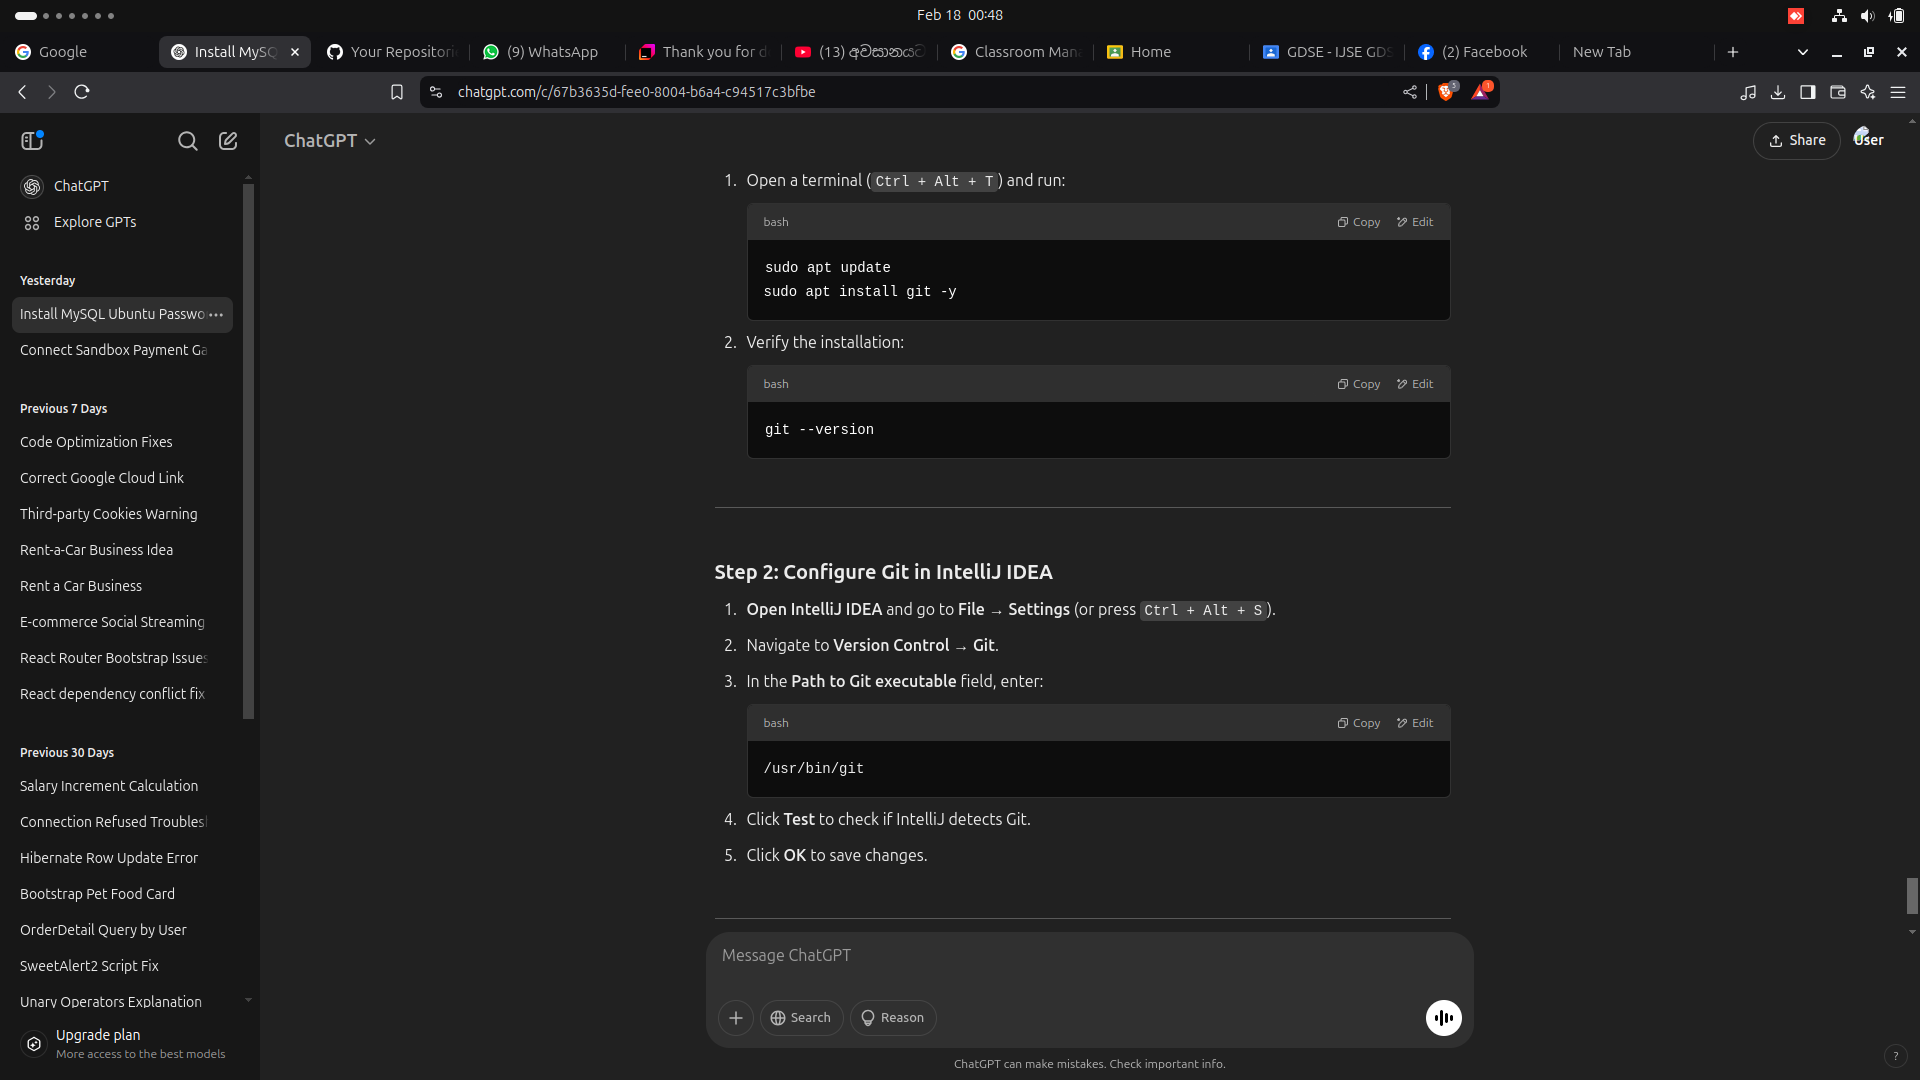 Feb 18 00:48
Google
Install MySQ
Your Repositori
(9) WhatsApp
Thank you for d
(13) අවසානයට
Classroom Mana
Home
GDSE - IJSE GDS
(2) Facebook
New Tab
chatgpt.com/c/67b3635d-fee0-8004-b6a4-c94517c3bfbe
5
1
ChatGPT
Share
User
ChatGPT
Explore GPTs
Yesterday
Install MySQL Ubuntu Passwo
Connect Sandbox Payment Ga
Previous 7 Days
Code Optimization Fixes
Correct Google Cloud Link
Third-party Cookies Warning
Rent-a-Car Business Idea
Rent a Car Business
E-commerce Social Streaming
React Router Bootstrap Issues
React dependency conflict fix
Previous 30 Days
Salary Increment Calculation
Connection Refused Troubles
Hibernate Row Update Error
Bootstrap Pet Food Card
OrderDetail Query by User
SweetAlert2 Script Fix
Unary Operators Explanation
Upgrade plan
More access to the best models
1. Open a terminal (Ctrl + Alt + T) and run:
bash Copy Edit
sudo apt update
sudo apt install git -y
2. Verify the installation:
bash Copy Edit
git --version
Step 2: Configure Git in IntelliJ IDEA
1. Open IntelliJ IDEA and go to File → Settings (or press Ctrl + Alt + S).
2. Navigate to Version Control → Git.
3. In the Path to Git executable field, enter:
bash Copy Edit
/usr/bin/git
4. Click Test to check if IntelliJ detects Git.
5. Click OK to save changes.
Message ChatGPT
Search
Reason
ChatGPT can make mistakes. Check important info.
?